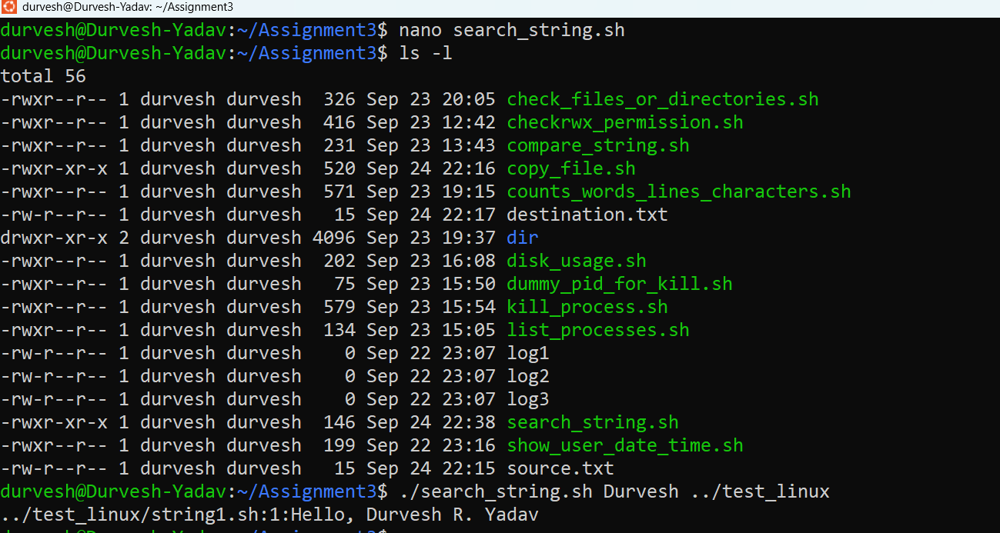 durvesh@Durvesh-Yadav: ~/Assignment3
durvesh@Durvesh-Yadav:~/Assignment3$ nano search_string.sh
durvesh@Durvesh-Yadav:~/Assignment3$ ls -l
total 56
-rwxr--r-- 1 durvesh durvesh  326 Sep 23 20:05 check_files_or_directories.sh
-rwxr--r-- 1 durvesh durvesh  416 Sep 23 12:42 checkrwx_permission.sh
-rwxr--r-- 1 durvesh durvesh  231 Sep 23 13:43 compare_string.sh
-rwxr-xr-x 1 durvesh durvesh  520 Sep 24 22:16 copy_file.sh
-rwxr--r-- 1 durvesh durvesh  571 Sep 23 19:15 counts_words_lines_characters.sh
-rw-r--r-- 1 durvesh durvesh   15 Sep 24 22:17 destination.txt
drwxr-xr-x 2 durvesh durvesh 4096 Sep 23 19:37 dir
-rwxr--r-- 1 durvesh durvesh  202 Sep 23 16:08 disk_usage.sh
-rwxr--r-- 1 durvesh durvesh   75 Sep 23 15:50 dummy_pid_for_kill.sh
-rwxr--r-- 1 durvesh durvesh  579 Sep 23 15:54 kill_process.sh
-rwxr--r-- 1 durvesh durvesh  134 Sep 23 15:05 list_processes.sh
-rw-r--r-- 1 durvesh durvesh    0 Sep 22 23:07 log1
-rw-r--r-- 1 durvesh durvesh    0 Sep 22 23:07 log2
-rw-r--r-- 1 durvesh durvesh    0 Sep 22 23:07 log3
-rwxr-xr-x 1 durvesh durvesh  146 Sep 24 22:38 search_string.sh
-rwxr--r-- 1 durvesh durvesh  199 Sep 22 23:16 show_user_date_time.sh
-rw-r--r-- 1 durvesh durvesh   15 Sep 24 22:15 source.txt
durvesh@Durvesh-Yadav:~/Assignment3$ ./search_string.sh Durvesh ../test_linux
../test_linux/string1.sh:1:Hello, Durvesh R. Yadav